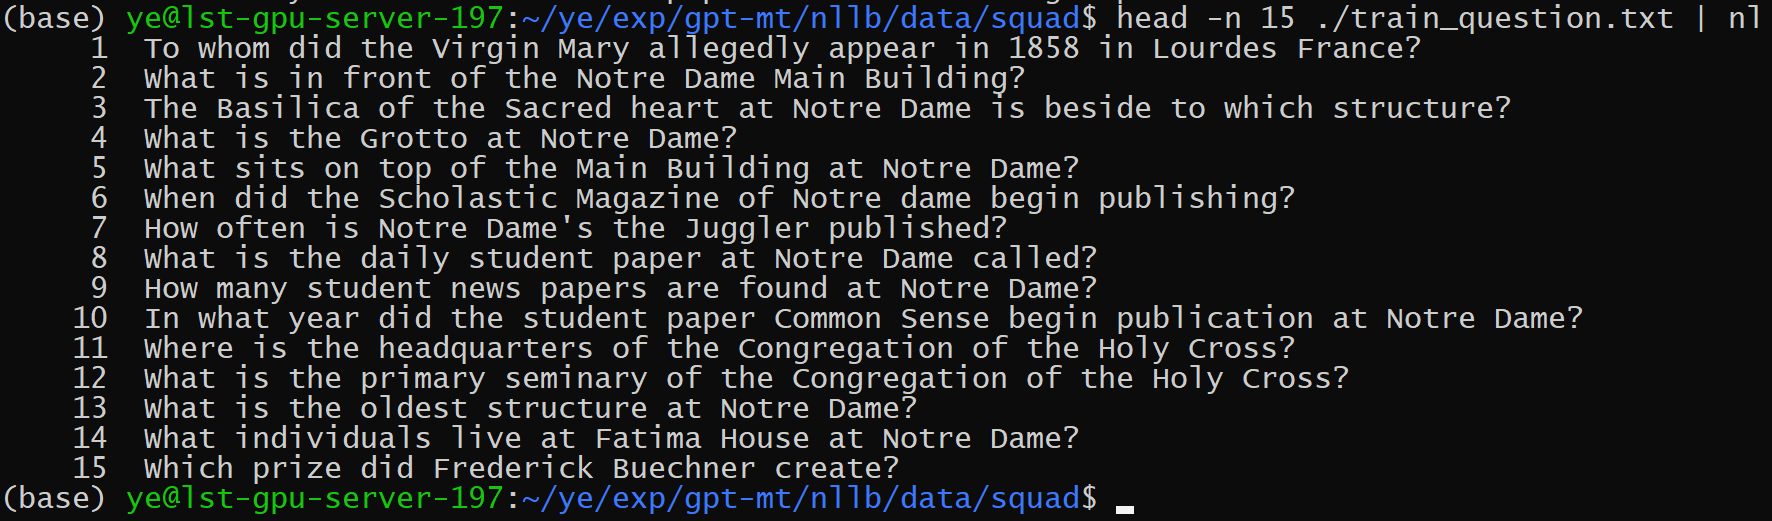 (base) ye@lst-gpu-server-197:~/ye/exp/gpt-mt/nllb/data/squad$ head -n 15 ./train_question.txt | nl
1 To whom did the Virgin Mary allegedly appear in 1858 in Lourdes France?
2 What is in front of the Notre Dame Main Building?
3 The Basilica of the Sacred heart at Notre Dame is beside to which structure?
4 What is the Grotto at Notre Dame?
5 What sits on top of the Main Building at Notre Dame?
6 When did the Scholastic Magazine of Notre dame begin publishing?
7 How often is Notre Dame's the Juggler published?
8 What is the daily student paper at Notre Dame called?
9 How many student news papers are found at Notre Dame?
10 In what year did the student paper Common Sense begin publication at Notre Dame?
11 Where is the headquarters of the Congregation of the Holy Cross?
12 What is the primary seminary of the Congregation of the Holy Cross?
13 What is the oldest structure at Notre Dame?
14 What individuals live at Fatima House at Notre Dame?
15 Which prize did Frederick Buechner create?
(base) ye@lst-gpu-server-197:~/ye/exp/gpt-mt/nllb/data/squad$